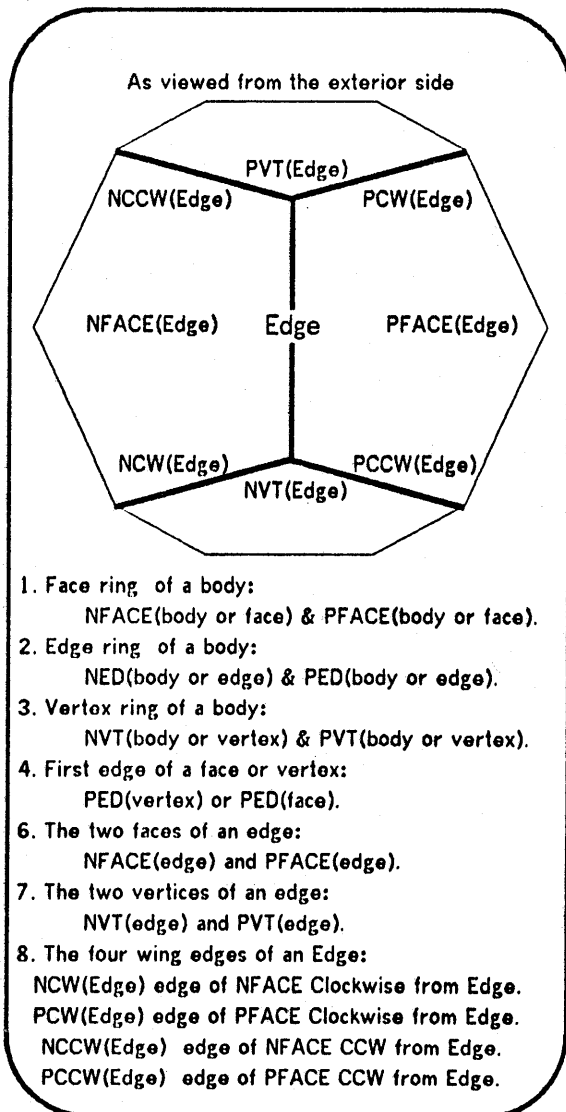 As viewed from the exterior side
PVT(Edge)
NCCW(Edge) PCW(Edge)
NFACE(Edge) Edge PFACE(Edge)
NCW(Edge) PCCW(Edge)
NVT(Edge)
1. Face ring of a body:
NFACE(body or face) & PFACE(body or face).
2. Edge ring of a body:
NED(body or edge) & PED(body or edge).
3. Vertex ring of a body:
NVT(body or vertex) & PVT(body or vertex).
4. First edge of a face or vertex:
PED(vertex) or PED(face).
6. The two faces of an edge:
NFACE(edge) and PFACE(edge).
7. The two vertices of an edge:
NVT(edge) and PVT(edge).
8. The four wing edges of an Edge:
NCW(Edge) edge of NFACE Clockwise from Edge.
PCW(Edge) edge of PFACE Clockwise from Edge.
NCCW(Edge) edge of NFACE CCW from Edge.
PCCW(Edge) edge of PFACE CCW from Edge.